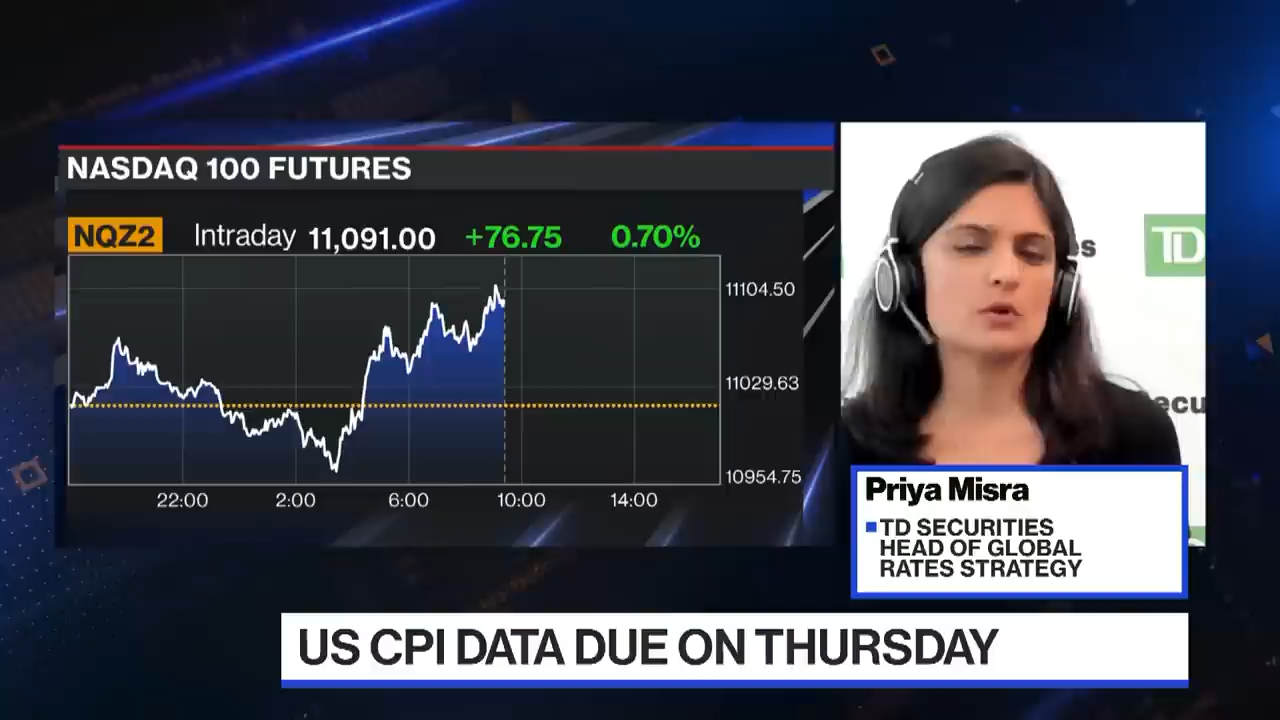 NASDAQ 100 FUTURES
NQZ2 Intraday 11,091.00 +76.75 0.70%
11104.50
11029.63
10954.75
22:00 2:00 6:00 10:00 14:00
es
TD
ecu
Priya Misra
TD SECURITIES
HEAD OF GLOBAL
RATES STRATEGY
US CPI DATA DUE ON THURSDAY